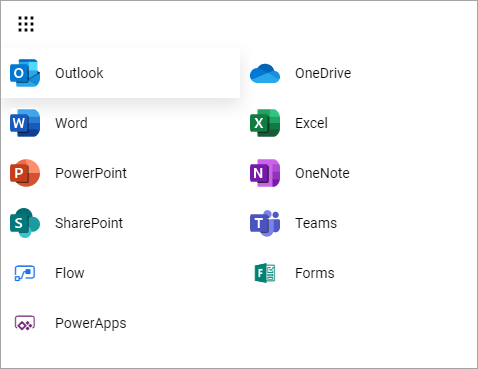 Outlook
OneDrive
Word
Excel
PowerPoint
OneNote
SharePoint
Teams
Flow
Forms
PowerApps